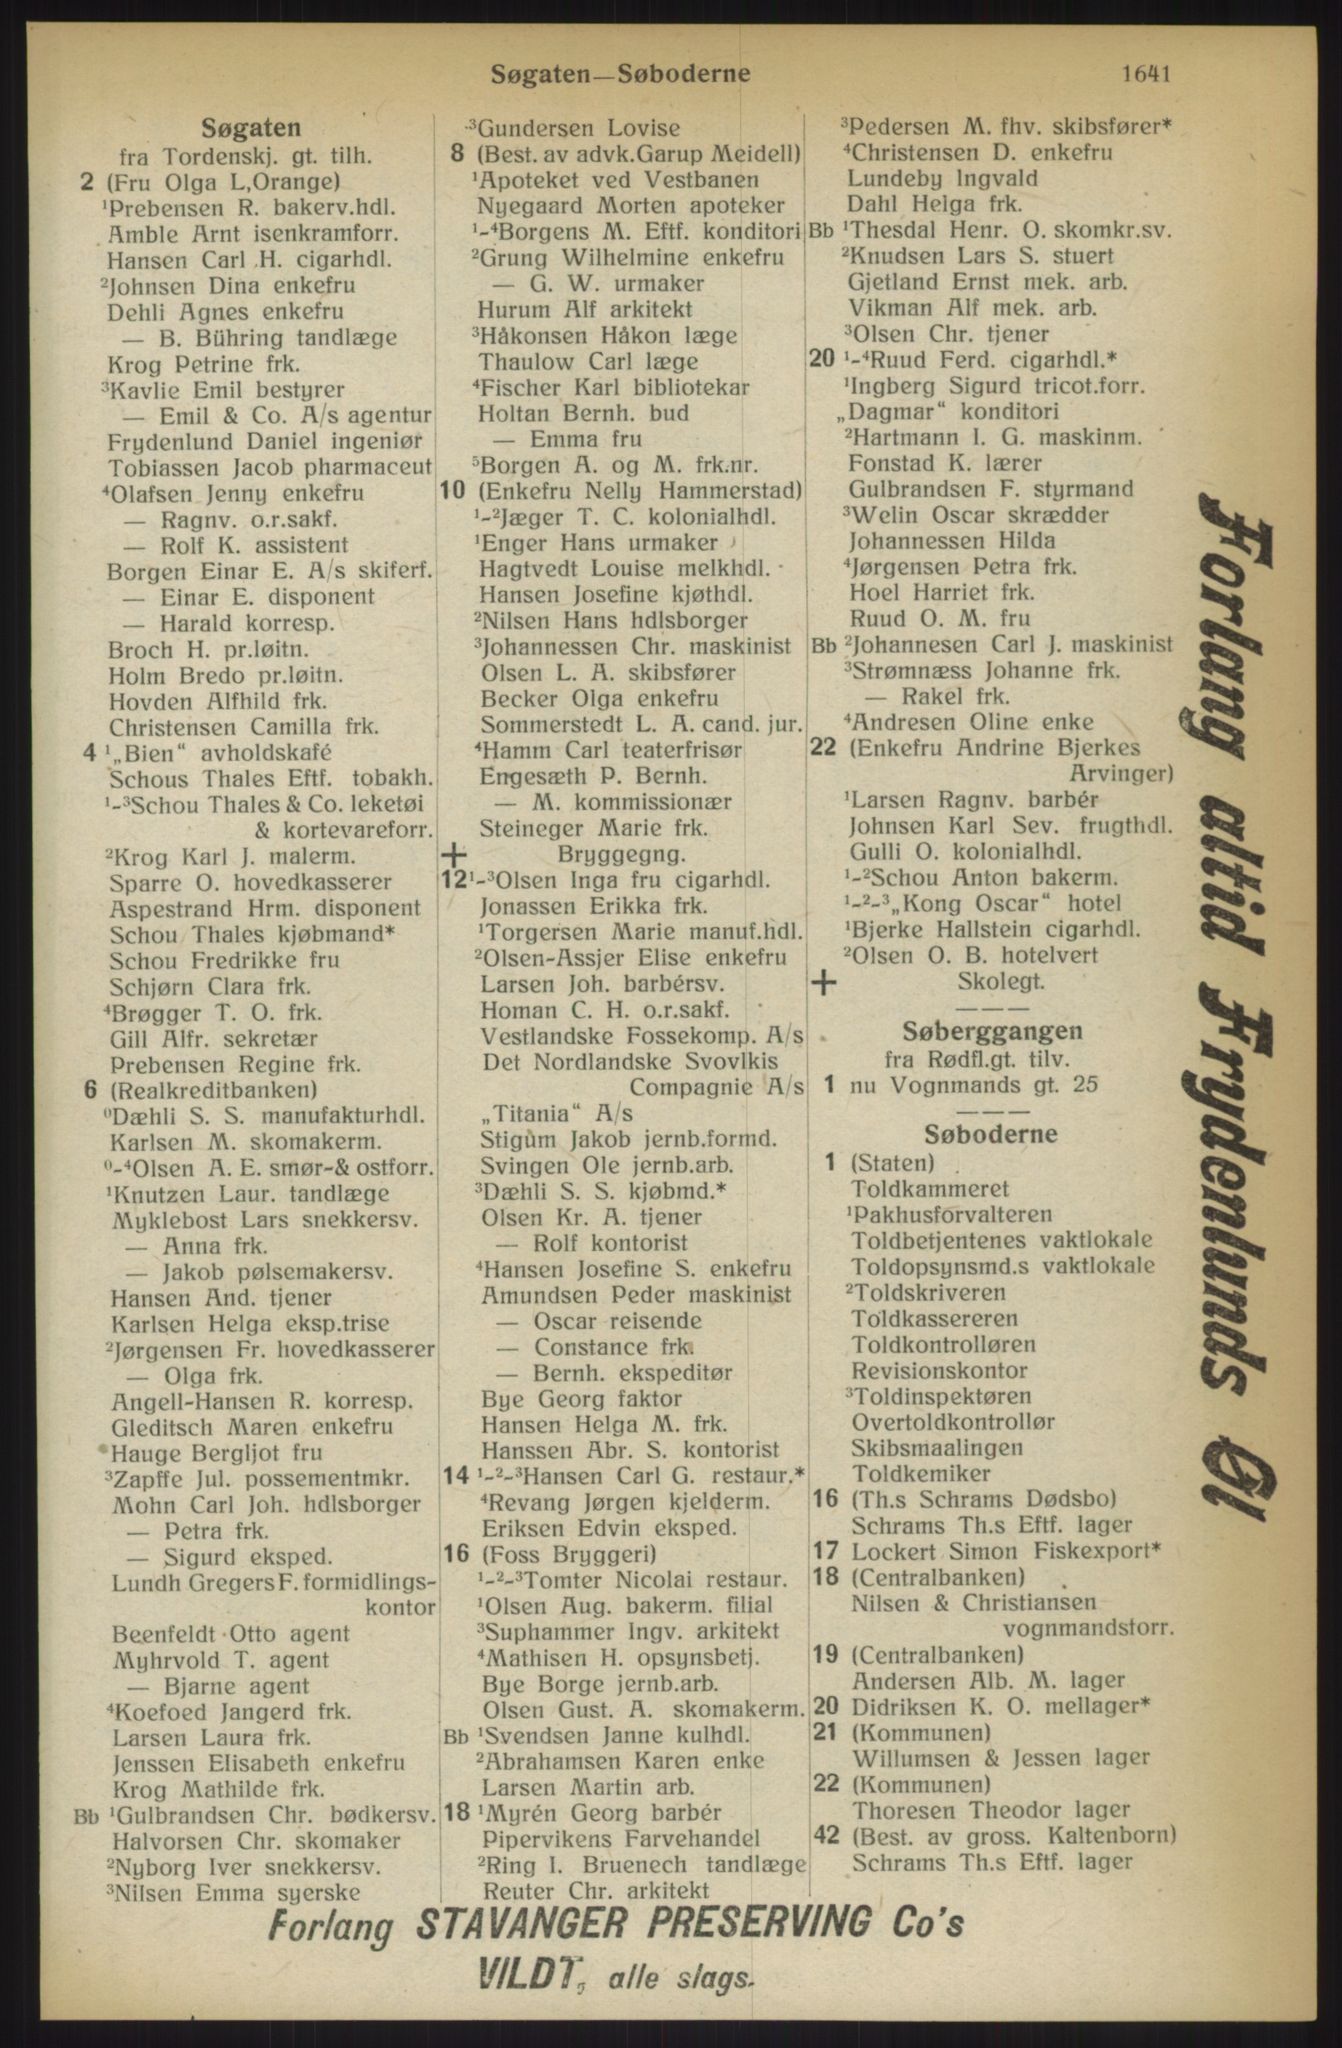 Søgaten—Søboderne
1641
Søgaten
fra Tordenskj. gt. tilh.
2 (Fru Olga L,Orange)
¹Prebensen R. bakerv.hdl.
Amble Arnt isenkramforr.
Hansen Carl H. cigarhdl.
²Johnsen Dina enkefru
Dehli Agnes enkefru
— B. Bühring tandlæge
Krog Petrine frk.
³Kavlie Emil bestyrer
— Emil & Co. A/s agentur
Frydenlund Daniel ingeniør
Tobiassen Jacob pharmaceut
⁴Olafsen Jenny enkefru
— Ragnv. o.r.sakf.
— Rolf K. assistent
Borgen Einar E. A/s skiferf.
— Einar E. disponent
— Harald korresp.
Broch H. pr.løitn.
Holm Bredo pr.løitn.
Hovden Alfhild frk.
Christensen Camilla frk.
4 ¹„Bien“ avholdskafé
Schous Thales Eftf. tobakh.
¹-³Schou Thales & Co. leketøi
& kortevareforr.
²Krog Karl J. malerm.
Sparre O. hovedkasserer
Aspestrand Hrm. disponent
Schou Thales kjøbmand*
Schou Fredrikke fru
Schjørn Clara frk.
⁴Brøgger T. O. frk.
Gill Alfr. sekretær
Prebensen Regine frk.
6 (Realkreditbanken)
⁰Dæhli S. S. manufakturhdl.
Karlsen M. skomakerm.
⁰-⁴Olsen A. E. smør-& ostforr.
¹Knutzen Laur. tandlæge
Myklebost Lars snekkersv.
— Anna frk.
— Jakob pølsemakersv.
Hansen And. tjener
Karlsen Helga eksp.trise
²Jørgensen Fr. hovedkasserer
— Olga frk.
Angell-Hansen R. korresp.
Gleditsch Maren enkefru
Hauge Bergljot fru
³Zapffe Jul. possementmkr.
Mohn Carl Joh. hdlsborger
— Petra frk.
— Sigurd eksped.
Lundh Gregers F. formidlings-
kontor
Beenfeldt Otto agent
Myhrvold T. agent
— Bjarne agent
⁴Koefoed Jangerd frk.
Larsen Laura frk.
Jenssen Elisabeth enkefru
Krog Mathilde frk.
Bb ¹Gulbrandsen Chr. bødkersv.
Halvorsen Chr. skomaker
²Nyborg Iver snekkersv.
³Nilsen Emma syerske
³Gundersen Lovise
8 (Best. av advk.Garup Meidell)
¹Apoteket ved Vestbanen
Nyegaard Morten apoteker
¹-⁴Borgens M. Eftf. konditori
²Grung Wilhelmine enkefru
— G. W. urmaker
Hurum Alf arkitekt
³Håkonsen Håkon læge
Thaulow Carl læge
⁴Fischer Karl bibliotekar
Holtan Bernh. bud
— Emma fru
⁵Borgen A. og M. frk.nr.
10 (Enkefru Nelly Hammerstad)
¹-²Jæger T. C. kolonialhdl.
¹Enger Hans urmaker
Hagtvedt Louise melkhdl.
Hansen Josefine kjøthdl.
²Nilsen Hans hdlsborger
³Johannessen Chr. maskinist
Olsen L. A. skibsfører
Becker Olga enkefru
Sommerstedt L. A. cand. jur.
⁴Hamm Carl teaterfrisør
Engesæth P. Bernh.
— M. kommissionær
Steineger Marie frk.
+ Bryggegng.
12 ¹-³Olsen Inga fru cigarhdl.
Jonassen Erikka frk.
¹Torgersen Marie manuf.hdl.
²Olsen-Assjer Elise enkefru
Larsen Joh. barbérsv.
Homan C. H. o.r.sakf.
Vestlandske Fossekomp. A/s
Det Nordlandske Svovlkis
Compagnie A/s
„Titania“ A/s
Stigum Jakob jernb.formd.
Svingen Ole jernb.arb.
³Dæhli S. S. kjøbmd.*
Olsen Kr. A. tjener
— Rolf kontorist
⁴Hansen Josefine S. enkefru
Amundsen Peder maskinist
— Oscar reisende
— Constance frk.
— Bernh. ekspeditør
Bye Georg faktor
Hansen Helga M. frk.
Hanssen Abr. S. kontorist
14 ¹-²-³Hansen Carl G. restaur.*
⁴Revang Jørgen kjelderm.
Eriksen Edvin eksped.
16 (Foss Bryggeri)
¹-²-³Tomter Nicolai restaur.
¹Olsen Aug. bakerm. filial
³Suphammer Ingv. arkitekt
⁴Mathisen H. opsynsbetj.
Bye Borge jernb.arb.
Olsen Gust. A. skomakerm.
Bb ¹Svendsen Janne kulhdl.
²Abrahamsen Karen enke
Larsen Martin arb.
18 ¹Myrén Georg barbér
Pipervikens Farvehandel
²Ring I. Bruenech tandlæge
Reuter Chr. arkitekt
³Pedersen M. fhv. skibsfører*
⁴Christensen D. enkefru
Lundeby Ingvald
Dahl Helga frk.
Bb ¹Thesdal Henr. O. skomkr.sv.
²Knudsen Lars S. stuert
Gjetland Ernst mek. arb.
Vikman Alf mek. arb.
³Olsen Chr. tjener
20 ¹-⁴Ruud Ferd. cigarhdl.*
¹Ingberg Sigurd tricot.forr.
„Dagmar“ konditori
²Hartmann I. G. maskinm.
Fonstad K. lærer
Gulbrandsen F. styrmand
³Welin Oscar skrædder
Johannessen Hilda
⁴Jørgensen Petra frk.
Hoel Harriet frk.
Ruud O. M. fru
Bb ²Johannesen Carl J. maskinist
³Strømnæss Johanne frk.
— Rakel frk.
⁴Andresen Oline enke
22 (Enkefru Andrine Bjerkes
Arvinger)
¹Larsen Ragnv. barbér
Johnsen Karl Sev. frugthdl.
Gulli O. kolonialhdl.
¹-²Schou Anton bakerm.
¹-²-³„Kong Oscar“ hotel
¹Bjerke Hallstein cigarhdl.
²Olsen O. B. hotelvert
+ Skolegt.
Søberggangen
fra Rødfl.gt. tilv.
1 nu Vognmands gt. 25
Søboderne
1 (Staten)
Toldkammeret
¹Pakhusforvalteren
Toldbetjentenes vaktlokale
Toldopsynsmd.s vaktlokale
²Toldskriveren
Toldkassereren
Toldkontrolløren
Revisionskontor
³Toldinspektøren
Overtoldkontrollør
Skibsmaalingen
Toldkemiker
16 (Th.s Schrams Dødsbo)
Schrams Th.s Eftf. lager
17 Lockert Simon Fiskexport*
18 (Centralbanken)
Nilsen & Christiansen
vognmandstorr.
19 (Centralbanken)
Andersen Alb. M. lager
20 Didriksen K. O. mellager*
21 (Kommunen)
Willumsen & Jessen lager
22 (Kommunen)
Thoresen Theodor lager
42 (Best. av gross. Kaltenborn)
Schrams Th.s Eftf. lager
Forlang altid Frydenlunds Øl
Forlang STAVANGER PRESERVING Co's
VILDT, alle slags.